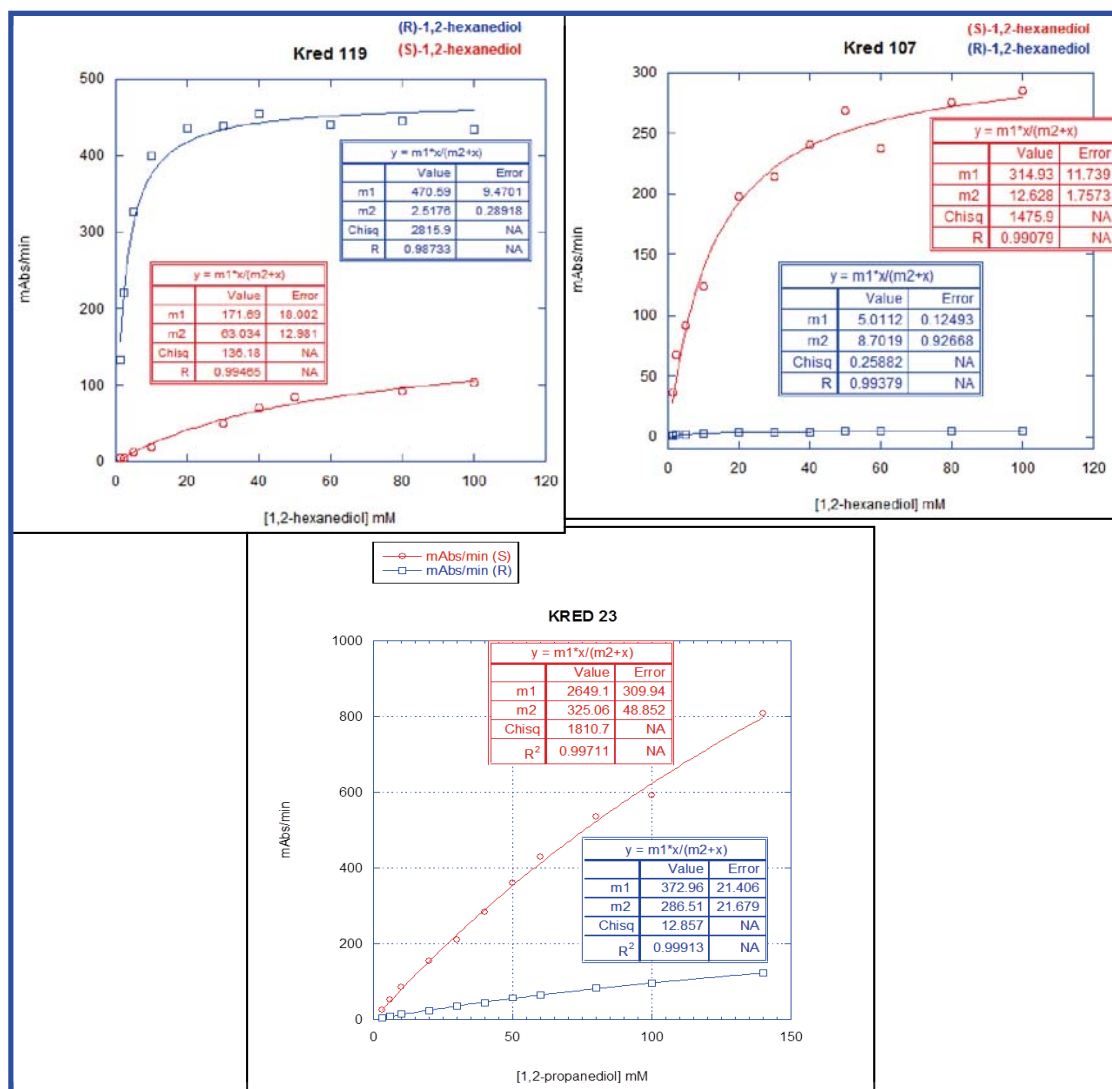 (R)-1,2-hexanediol
Kred 119
(S)-1,2-hexanediol
500
400
300
200
100
0
mAbs/min
y = m1*x/(m2+x)
Value Error
m1 470.59 9.4701
m2 2.5176 0.28918
Chisq 2815.9 NA
R 0.98733 NA
y = m1*x/(m2+x)
Value Error
m1 171.69 18.002
m2 63.034 12.981
Chisq 136.18 NA
R 0.99465 NA
0 20 40 60 80 100 120
[1,2-hexanediol] mM
(S)-1,2-hexanediol
Kred 107
(R)-1,2-hexanediol
300
250
200
150
100
50
0
mAbs/min
y = m1*x/(m2+x)
Value Error
m1 314.93 11.739
m2 12.628 1.7573
Chisq 1475.9 NA
R 0.99079 NA
y = m1*x/(m2+x)
Value Error
m1 5.0112 0.12493
m2 8.7019 0.92668
Chisq 0.25882 NA
R 0.99379 NA
0 20 40 60 80 100 120
[1,2-hexanediol] mM
mAbs/min (S)
mAbs/min (R)
KRED 23
1000
800
600
400
200
0
mAbs/min
y = m1*x/(m2+x)
Value Error
m1 2649.1 309.94
m2 325.06 48.852
Chisq 1810.7 NA
R² 0.99711 NA
y = m1*x/(m2+x)
Value Error
m1 372.96 21.406
m2 286.51 21.679
Chisq 12.857 NA
R² 0.99913 NA
0 50 100 150
[1,2-propanediol] mM